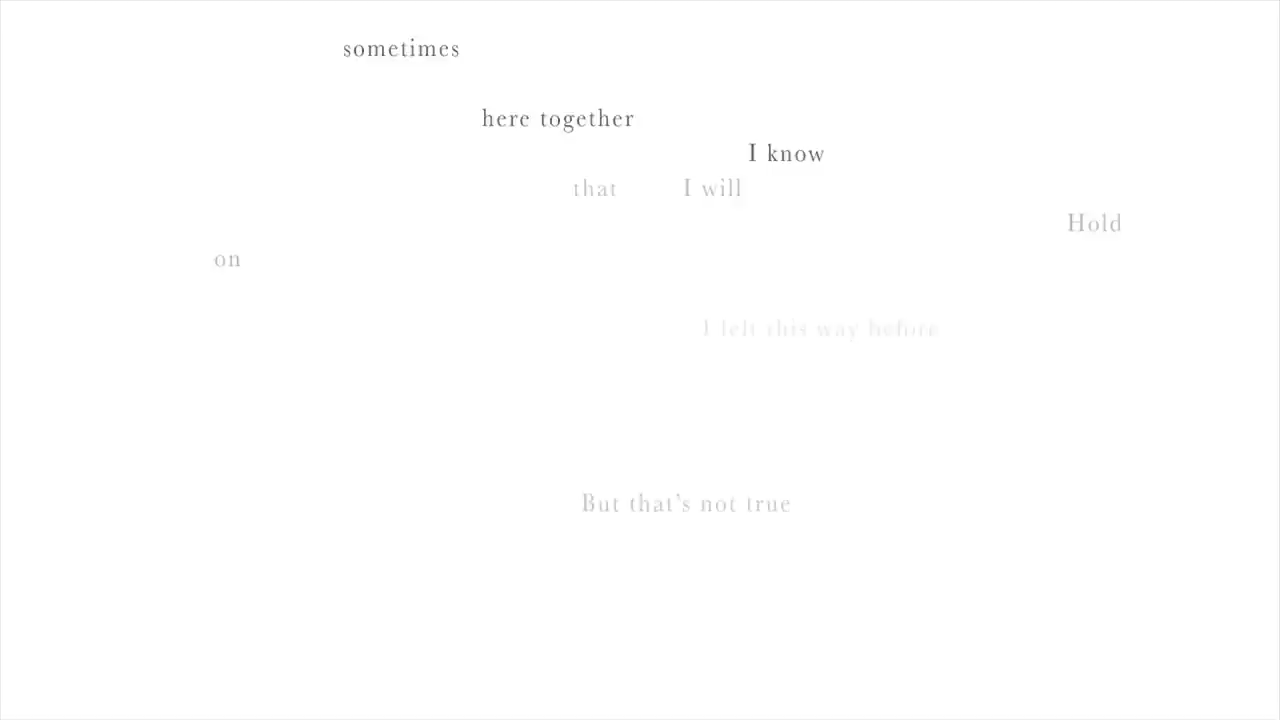 sometimes
here together
I know
that I will
Hold
on
I felt this way before
But that's not true